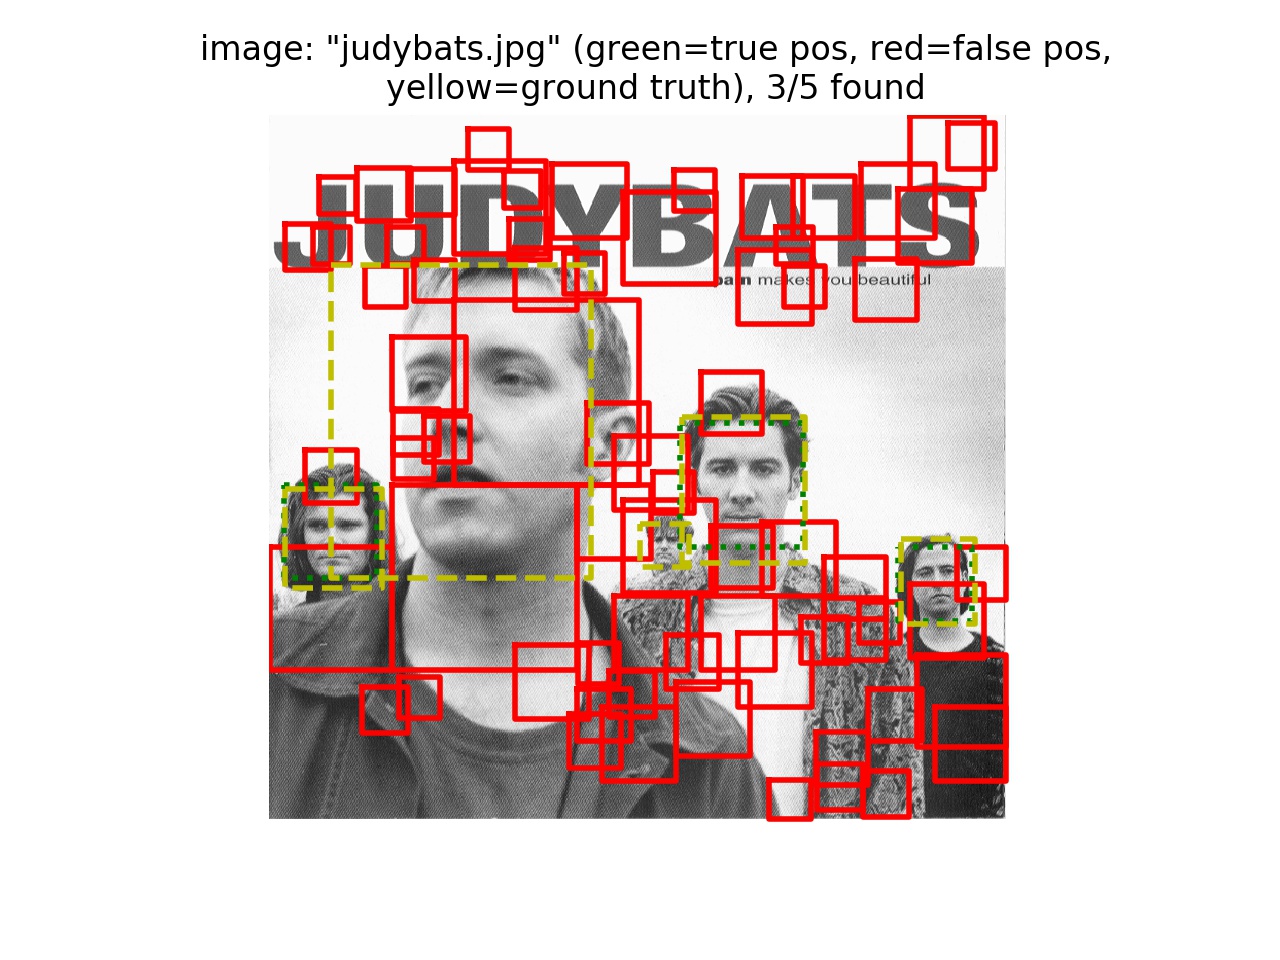 image: "judybats.jpg" (green=true pos, red=false pos,
yellow=ground truth), 3/5 found
JUDYBATS
pain makes you beautiful